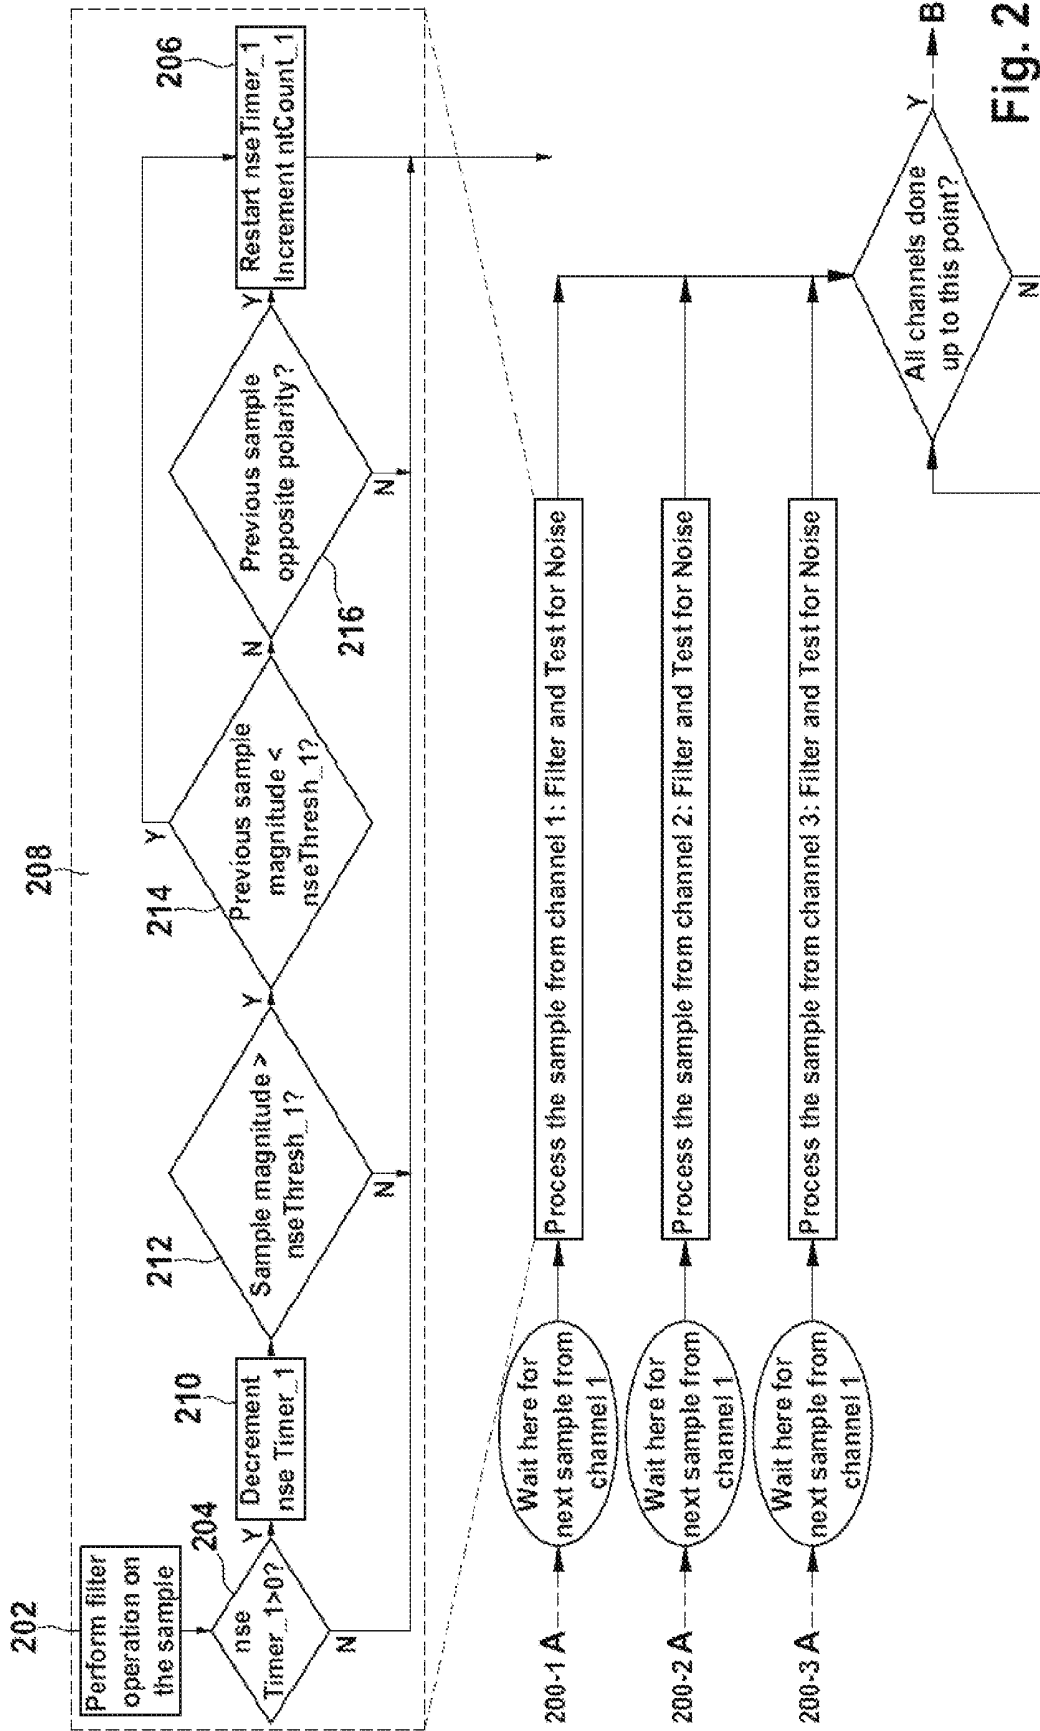 202
Perform filter
operation on
the sample
204
nse
Timer_1>0?
Y
N
210
Decrement
nse Timer_1
212
Sample magnitude >
nseThresh_1?
Y
N
208
214
Previous sample
magnitude <
nseThresh_1?
Y
N
216
Previous sample
opposite polarity?
Y
N
206
Restart nseTimer_1
Increment ntCount_1
200-1 A
Wait here for
next sample from
channel 1
Process the sample from channel 1: Filter and Test for Noise
200-2 A
Wait here for
next sample from
channel 1
Process the sample from channel 2: Filter and Test for Noise
200-3 A
Wait here for
next sample from
channel 1
Process the sample from channel 3: Filter and Test for Noise
All channels done
up to this point?
Y
B
N
Fig. 2